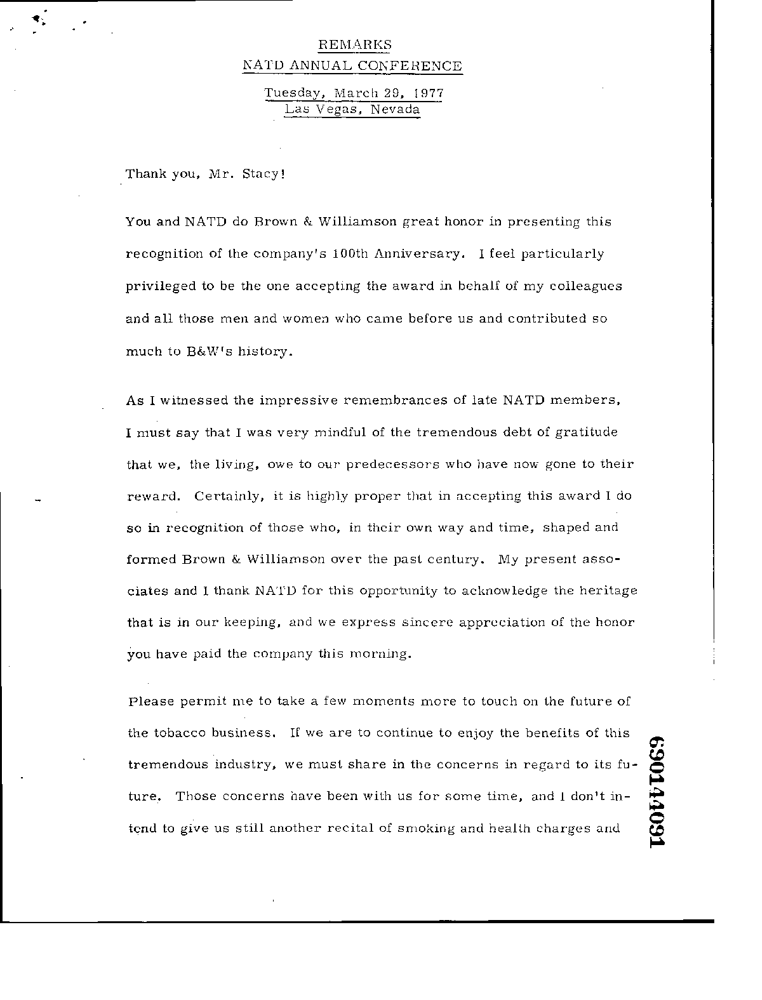 REMARKS
NATD ANNUAL CONFERENCE
Tuesday, March 29, 1977
Las Vegas, Nevada
Thank you, Mr. Stacy!
You and NATD do Brown & Williamson great honor in presenting this
recognition of the company's 100th Anniversary. I feel particularly
privileged to be the one accepting the award in behalf of my colleagues
and all those men and women who came before us and contributed so
much to B&W's history.
As I witnessed the impressive remembrances of late NATD members,
I must say that I was very mindful of the tremendous debt of gratitude
that we, the living, owe to our predecessors who have now gone to their
reward. Certainly, it is highly proper that in accepting this award I do
so in recognition of those who, in their own way and time, shaped and
formed Brown & Williamson over the past century. My present asso-
ciates and I thank NATD for this opportunity to acknowledge the heritage
that is in our keeping, and we express sincere appreciation of the honor
you have paid the company this morning.
Please permit me to take a few moments more to touch on the future of
the tobacco business. If we are to continue to enjoy the benefits of this
tremendous industry, we must share in the concerns in regard to its fu-
ture. Those concerns have been with us for some time, and I don't in-
tend to give us still another recital of smoking and health charges and
690144091